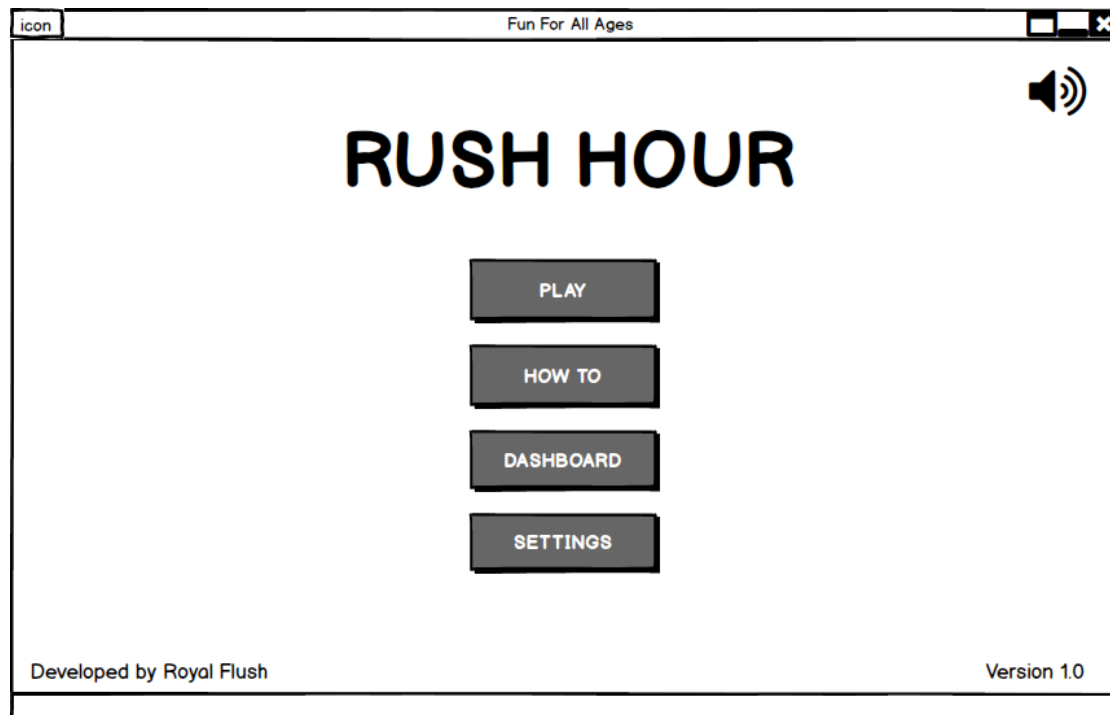 icon
Fun For All Ages
RUSH HOUR
PLAY
HOW TO
DASHBOARD
SETTINGS
Developed by Royal Flush
Version 1.0